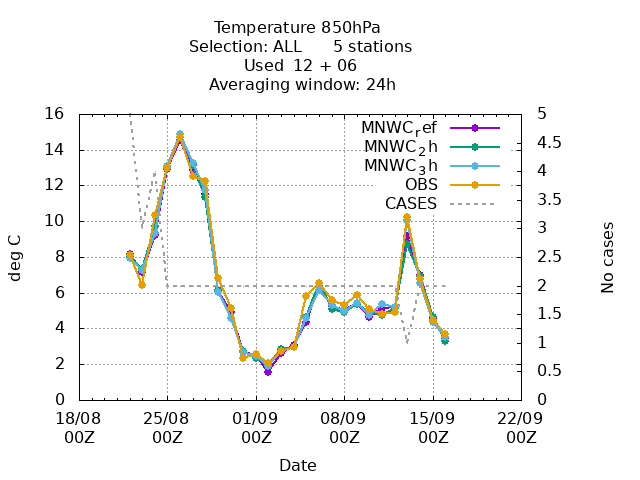 Temperature 850hPa
Selection: ALL 5 stations
Used 12 + 06
Averaging window: 24h
MNWC_ref
MNWC_2h
MNWC_3h
OBS
CASES
deg C
16
14
12
10
8
6
4
2
0
No cases
5
4.5
4
3.5
3
2.5
2
1.5
1
0.5
0
18/08 25/08 01/09 08/09 15/09 22/09
00Z 00Z 00Z 00Z 00Z 00Z
Date